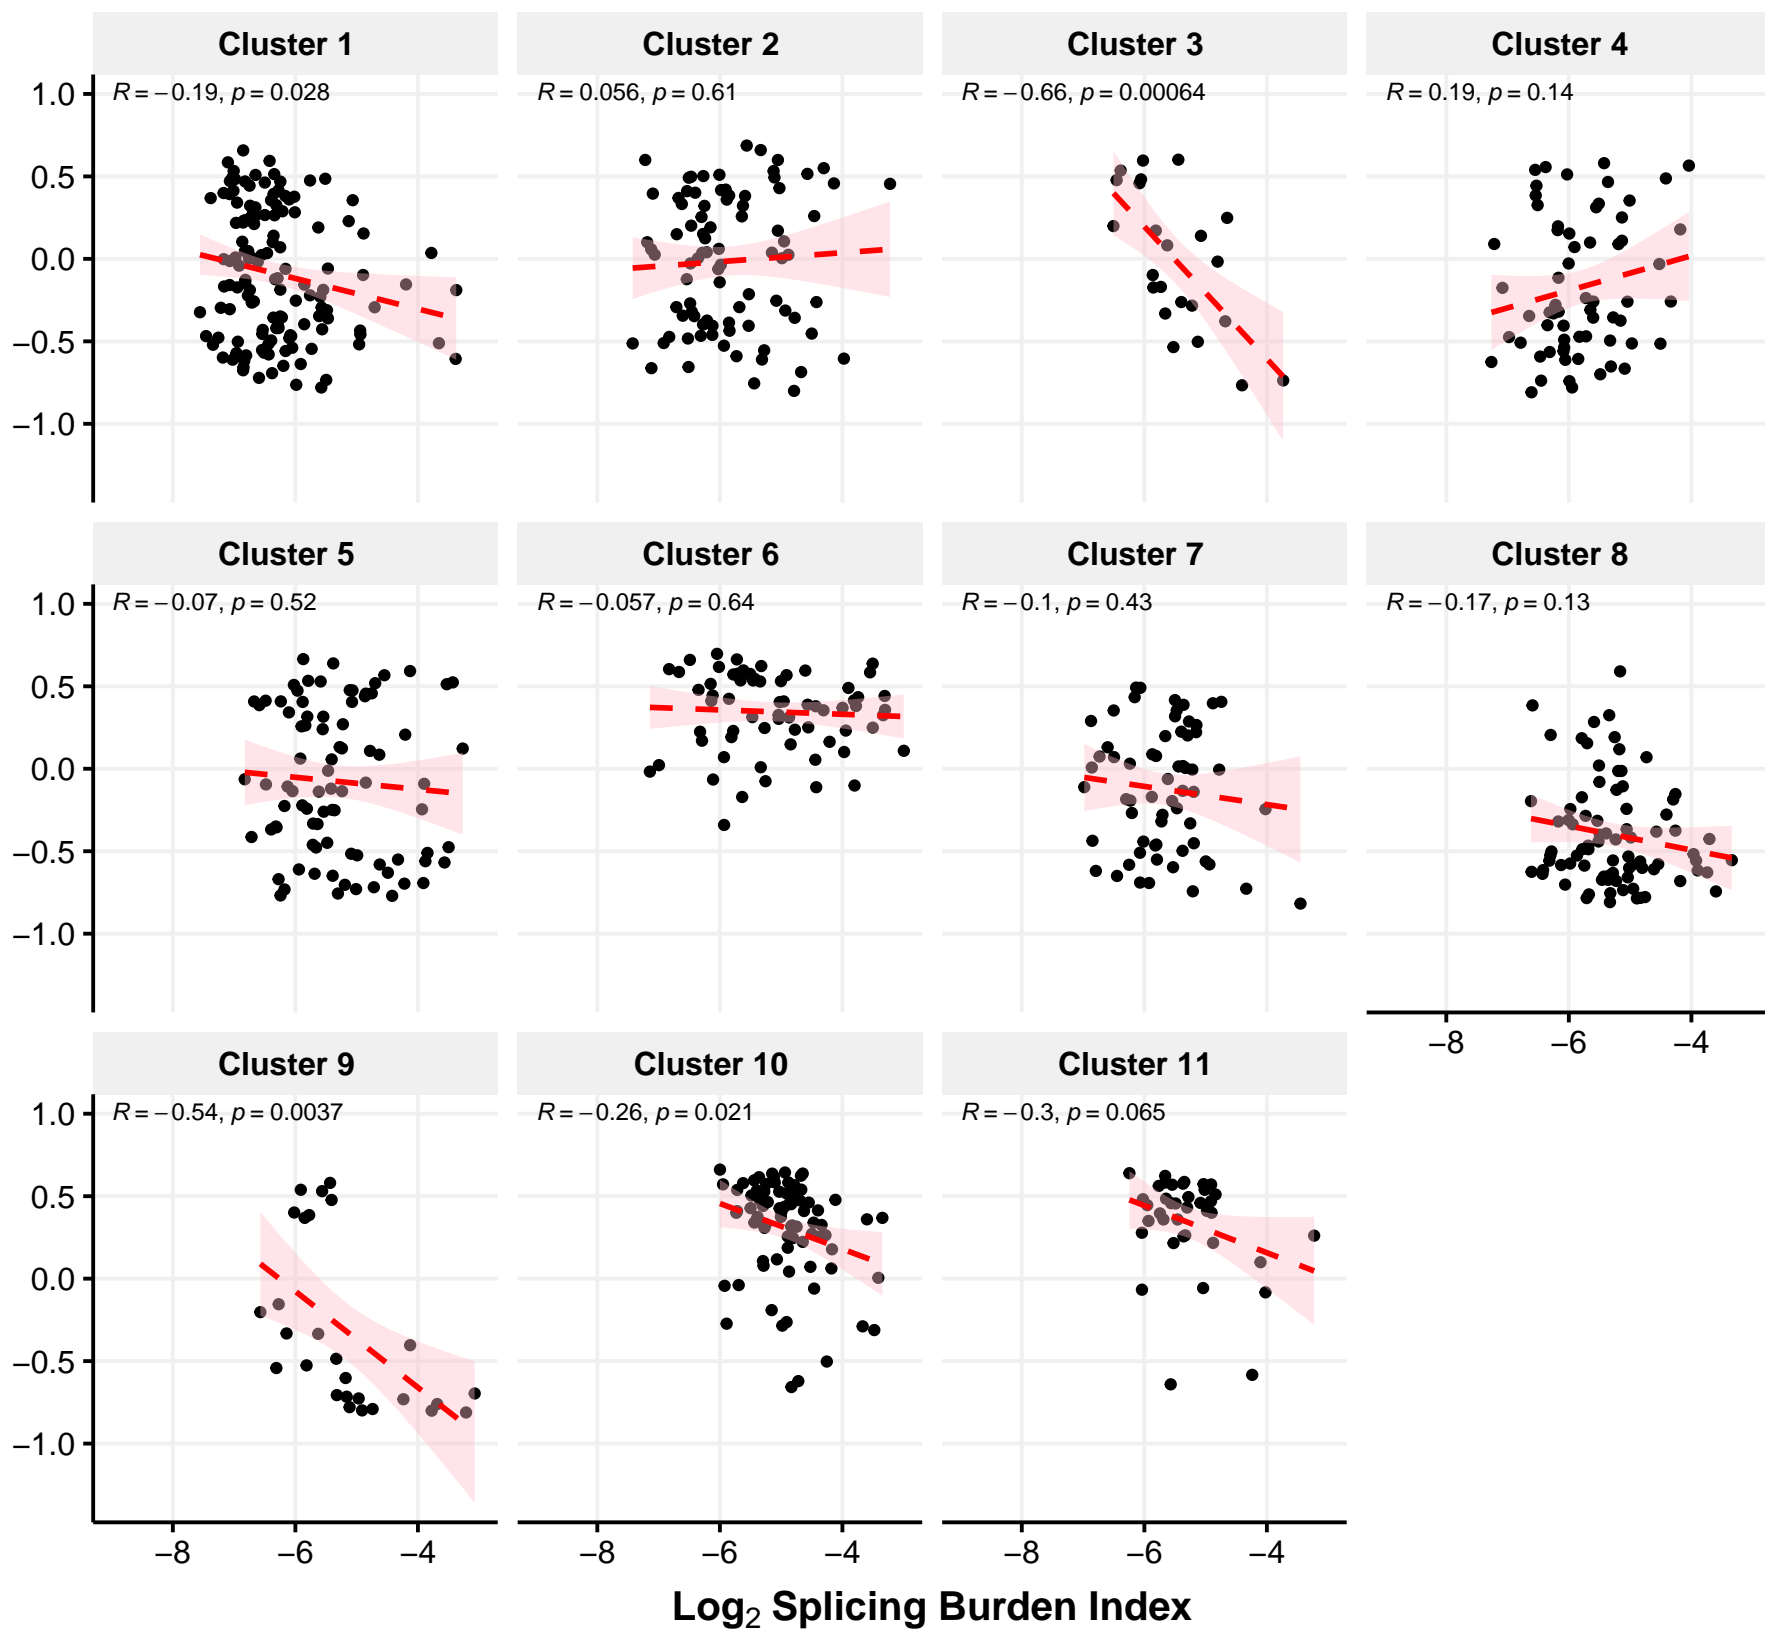 Cluster 1 Cluster 2 Cluster 3 Cluster 4
R = −0.19, p = 0.028 R = 0.056, p = 0.61 R = −0.66, p = 0.00064 R = 0.19, p = 0.14
1.0
0.5
0.0
−0.5
−1.0
Cluster 5 Cluster 6 Cluster 7 Cluster 8
R = −0.07, p = 0.52 R = −0.057, p = 0.64 R = −0.1, p = 0.43 R = −0.17, p = 0.13
1.0
0.5
0.0
−0.5
−1.0
−8 −6 −4
Cluster 9 Cluster 10 Cluster 11
R = −0.54, p = 0.0037 R = −0.26, p = 0.021 R = −0.3, p = 0.065
1.0
0.5
0.0
−0.5
−1.0
−8 −6 −4 −8 −6 −4 −8 −6 −4
Log₂ Splicing Burden Index